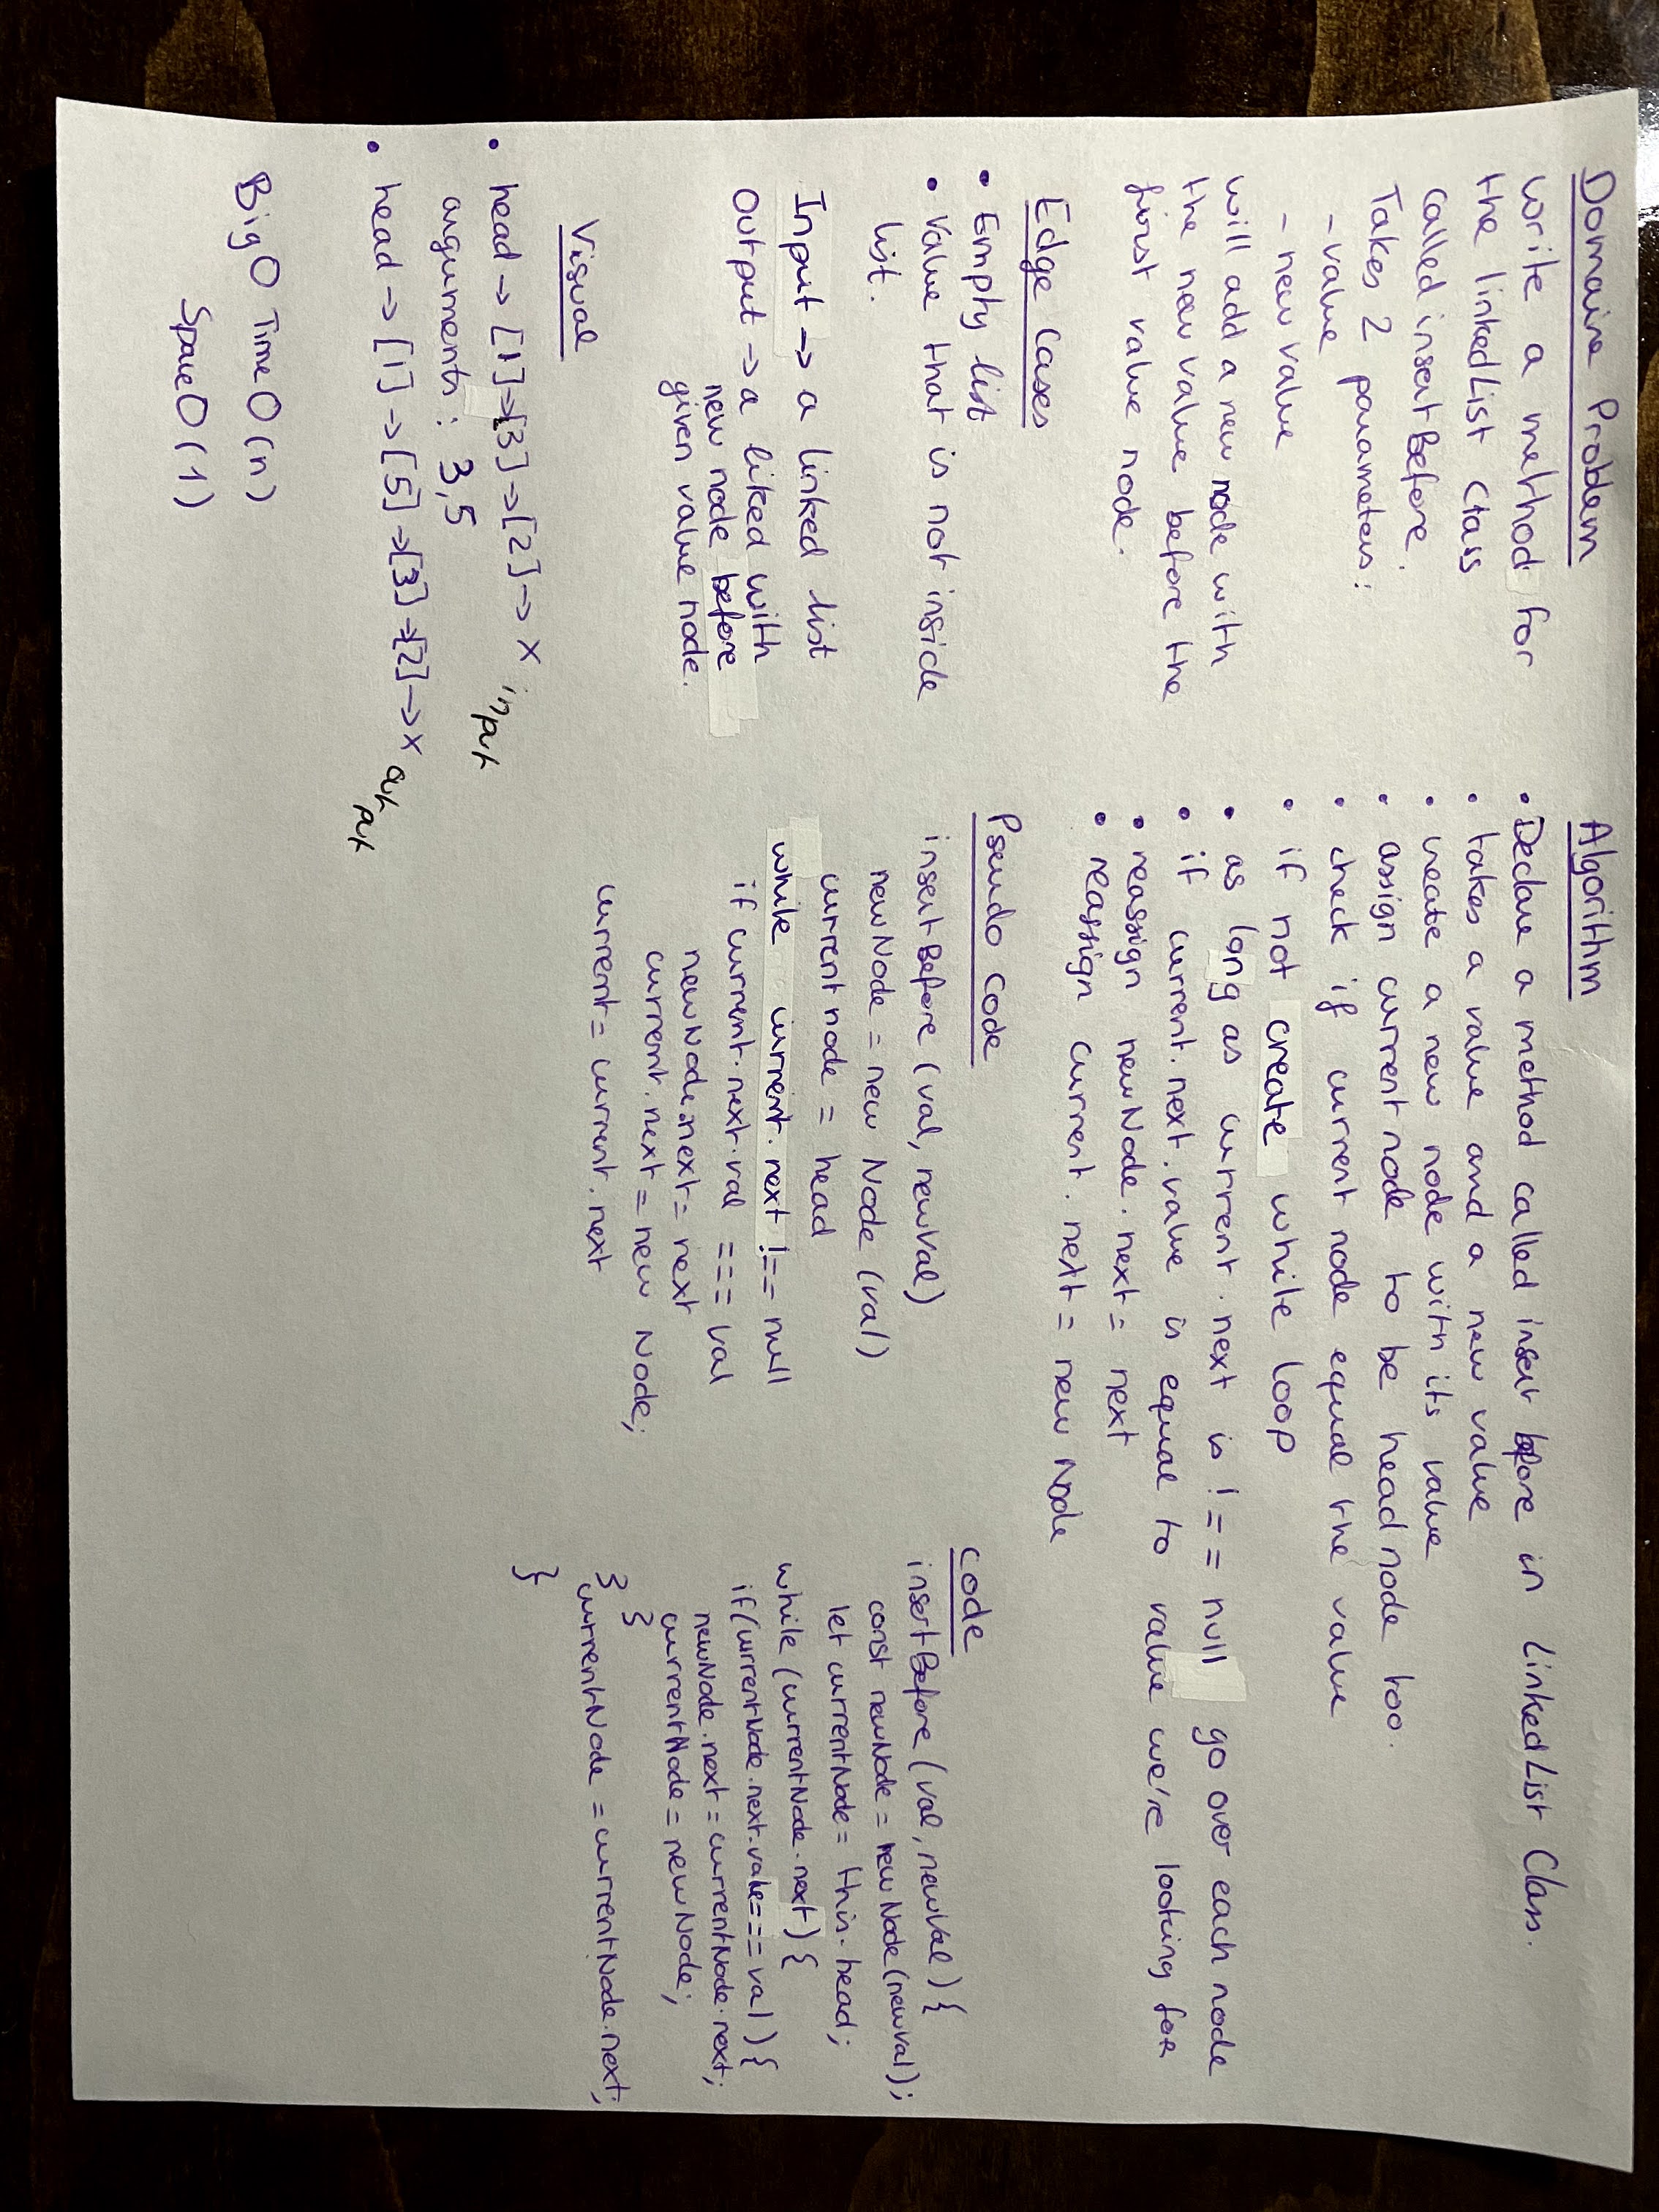 Domaine Problem
write a method for
the linkedList Class
called insertBefore.
Takes 2 parameters:
- value
- new value
will add a new node with
the new value before the
first value node.
Edge Cases
• Empty list
• Value that is not inside
list.
Input -> a linked list
Output -> a liked with
new node before
given value node.
Visual
• head -> [1]->[3]->[2]-> x input
arguments: 3,5
• head -> [1] ->[5]->[3]->[2]->x output
Big O Time O(n)
Space O(1)
Algorithm
• Declare a method called insert before in LinkedList Class.
• takes a value and a new value
• create a new node with its value
• assign current node to be head node too.
• check if current node equal the value
• if not create while loop
• as long as current.next is !== null go over each node
• if current.next.value is equal to value we're looking for
• reassign newNode.next = next
• reassign current.next = new Node
Pseudo Code
insertBefore (val, newVal)
newNode = new Node (val)
current node = head
while current.next !== null
if current.next.val === val
newNode.next = next
current.next = new Node;
current = current.next
Code
insertBefore (val, newVal) {
const newNode = new Node(newVal);
let currentNode = this.head;
while (currentNode.next) {
if(currentNode.next.value === val) {
newNode.next = currentNode.next;
currentNode = newNode;
}
currentNode = currentNode.next;
}
}